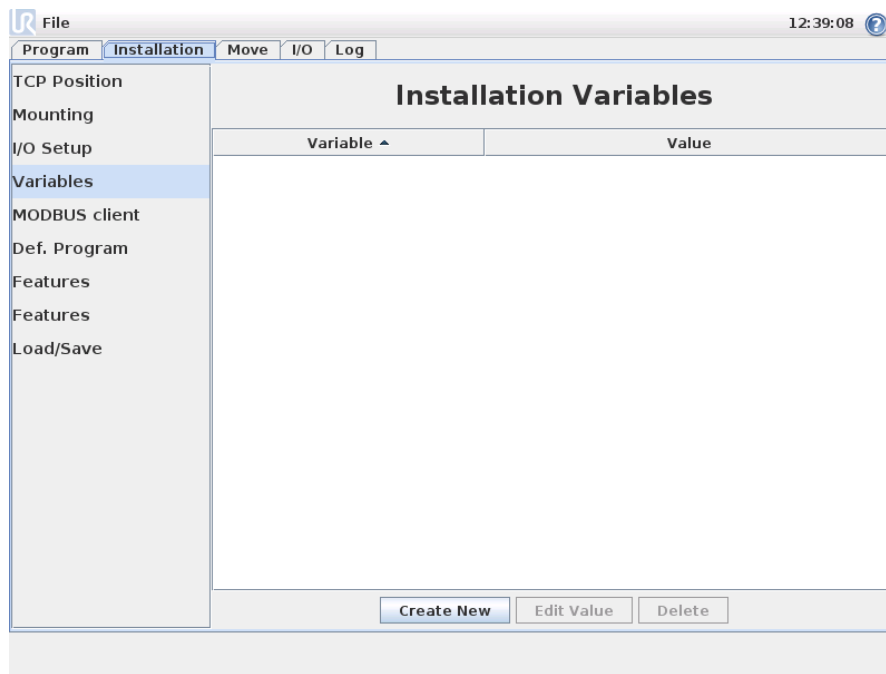 UR File 12:39:08 ?
Program Installation Move I/O Log
TCP Position
Mounting
I/O Setup
Variables
MODBUS client
Def. Program
Features
Features
Load/Save
Installation Variables
Variable Value
Create New Edit Value Delete